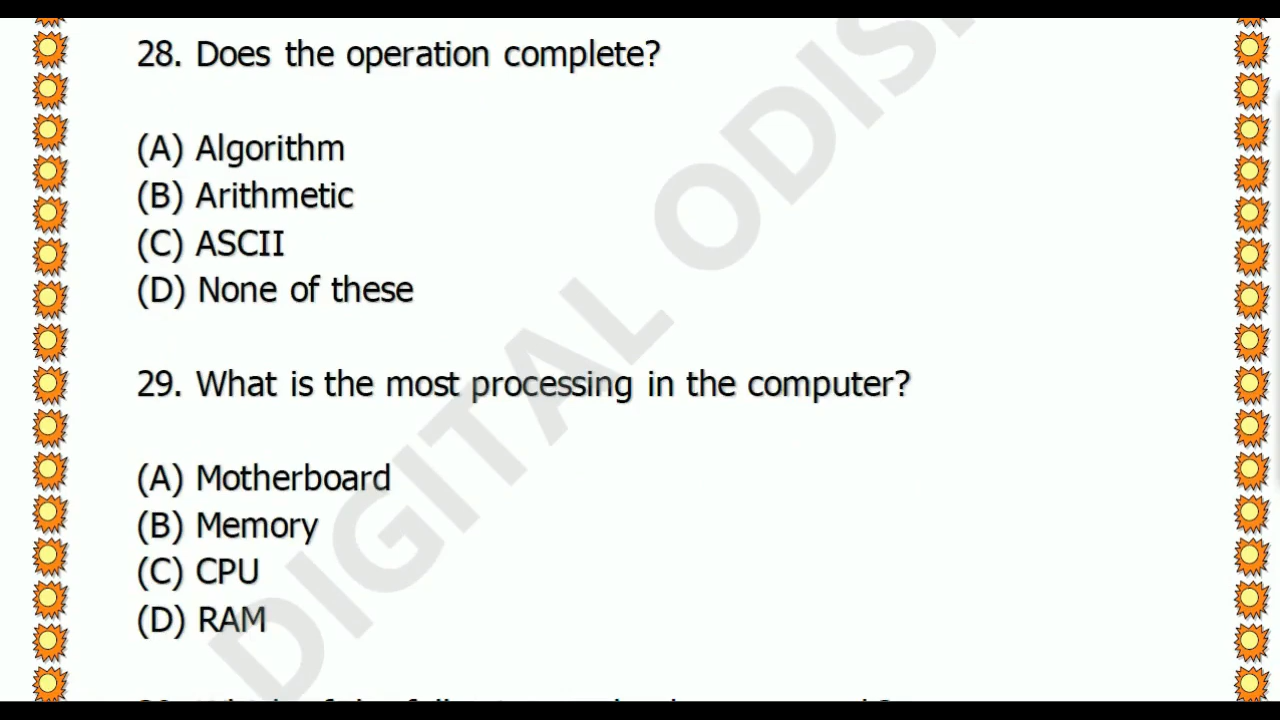 28. Does the operation complete?
(A) Algorithm
(B) Arithmetic
(C) ASCII
(D) None of these
29. What is the most processing in the computer?
(A) Motherboard
(B) Memory
(C) CPU
(D) RAM
DIGITAL